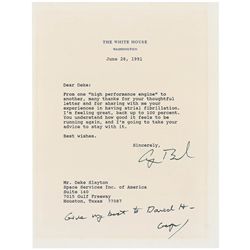 THE WHITE HOUSE
WASHINGTON
June 28, 1991
Dear Deke:
From one "high performance engine" to
another, many thanks for your thoughtful
letter and for sharing with me your
experiences in having atrial fibrillation.
I'm feeling great, back up to 100 percent.
You understand how good it feels to be
running again, and I'm going to take your
advice to stay with it.
Best wishes.
Sincerely,
Mr. Deke Slayton
Space Services Inc. of America
Suite 140
7015 Gulf Freeway
Houston, Texas 77087
Give my best to David H-